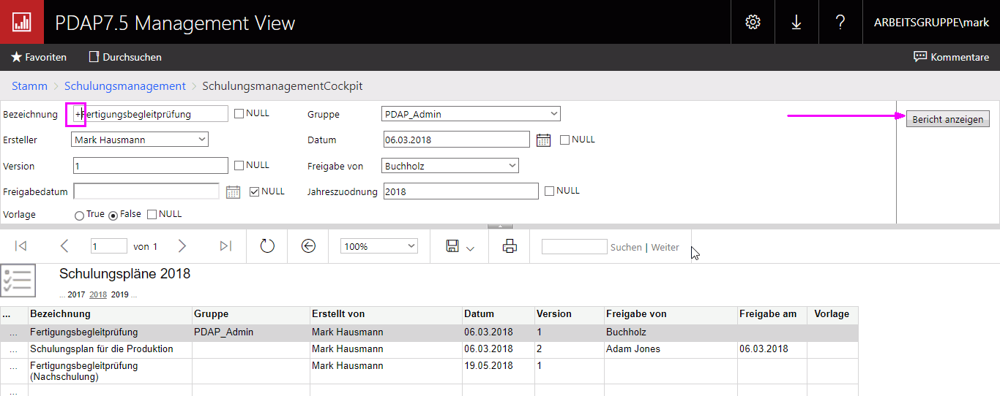 PDAP7.5 Management View
?
ARBEITSGRUPPE\mark
Favoriten Durchsuchen Kommentare
Stamm > Schulungsmanagement > SchulungsmanagementCockpit
Bezeichnung +Fertigungsbegleitprüfung NULL Gruppe PDAP_Admin Bericht anzeigen
Ersteller Mark Hausmann Datum 06.03.2018 NULL
Version 1 NULL Freigabe von Buchholz
Freigabedatum NULL Jahreszuodnung 2018 NULL
Vorlage True False NULL
1 von 1 100% Suchen | Weiter
Schulungspläne 2018
... 2017 2018 2019 ...
... Bezeichnung Gruppe Erstellt von Datum Version Freigabe von Freigabe am Vorlage
... Fertigungsbegleitprüfung PDAP_Admin Mark Hausmann 06.03.2018 1 Buchholz
... Schulungsplan für die Produktion Mark Hausmann 06.03.2018 2 Adam Jones 06.03.2018
... Fertigungsbegleitprüfung Mark Hausmann 19.05.2018 1
(Nachschulung)
...